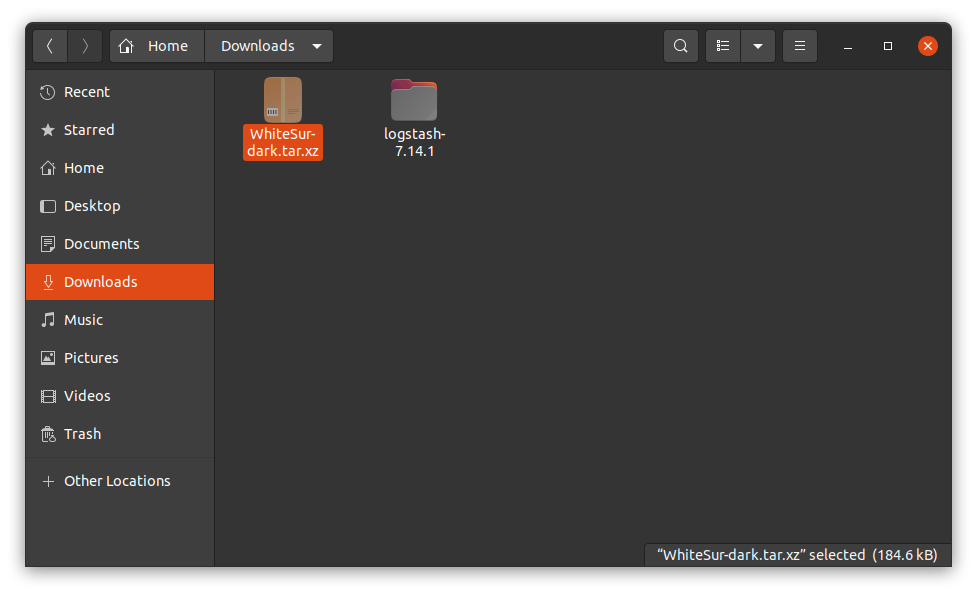 Home
Downloads
Recent
Starred
Home
Desktop
Documents
Downloads
Music
Pictures
Videos
Trash
Other Locations
WhiteSur-
dark.tar.xz
logstash-
7.14.1
“WhiteSur-dark.tar.xz” selected (184.6 kB)